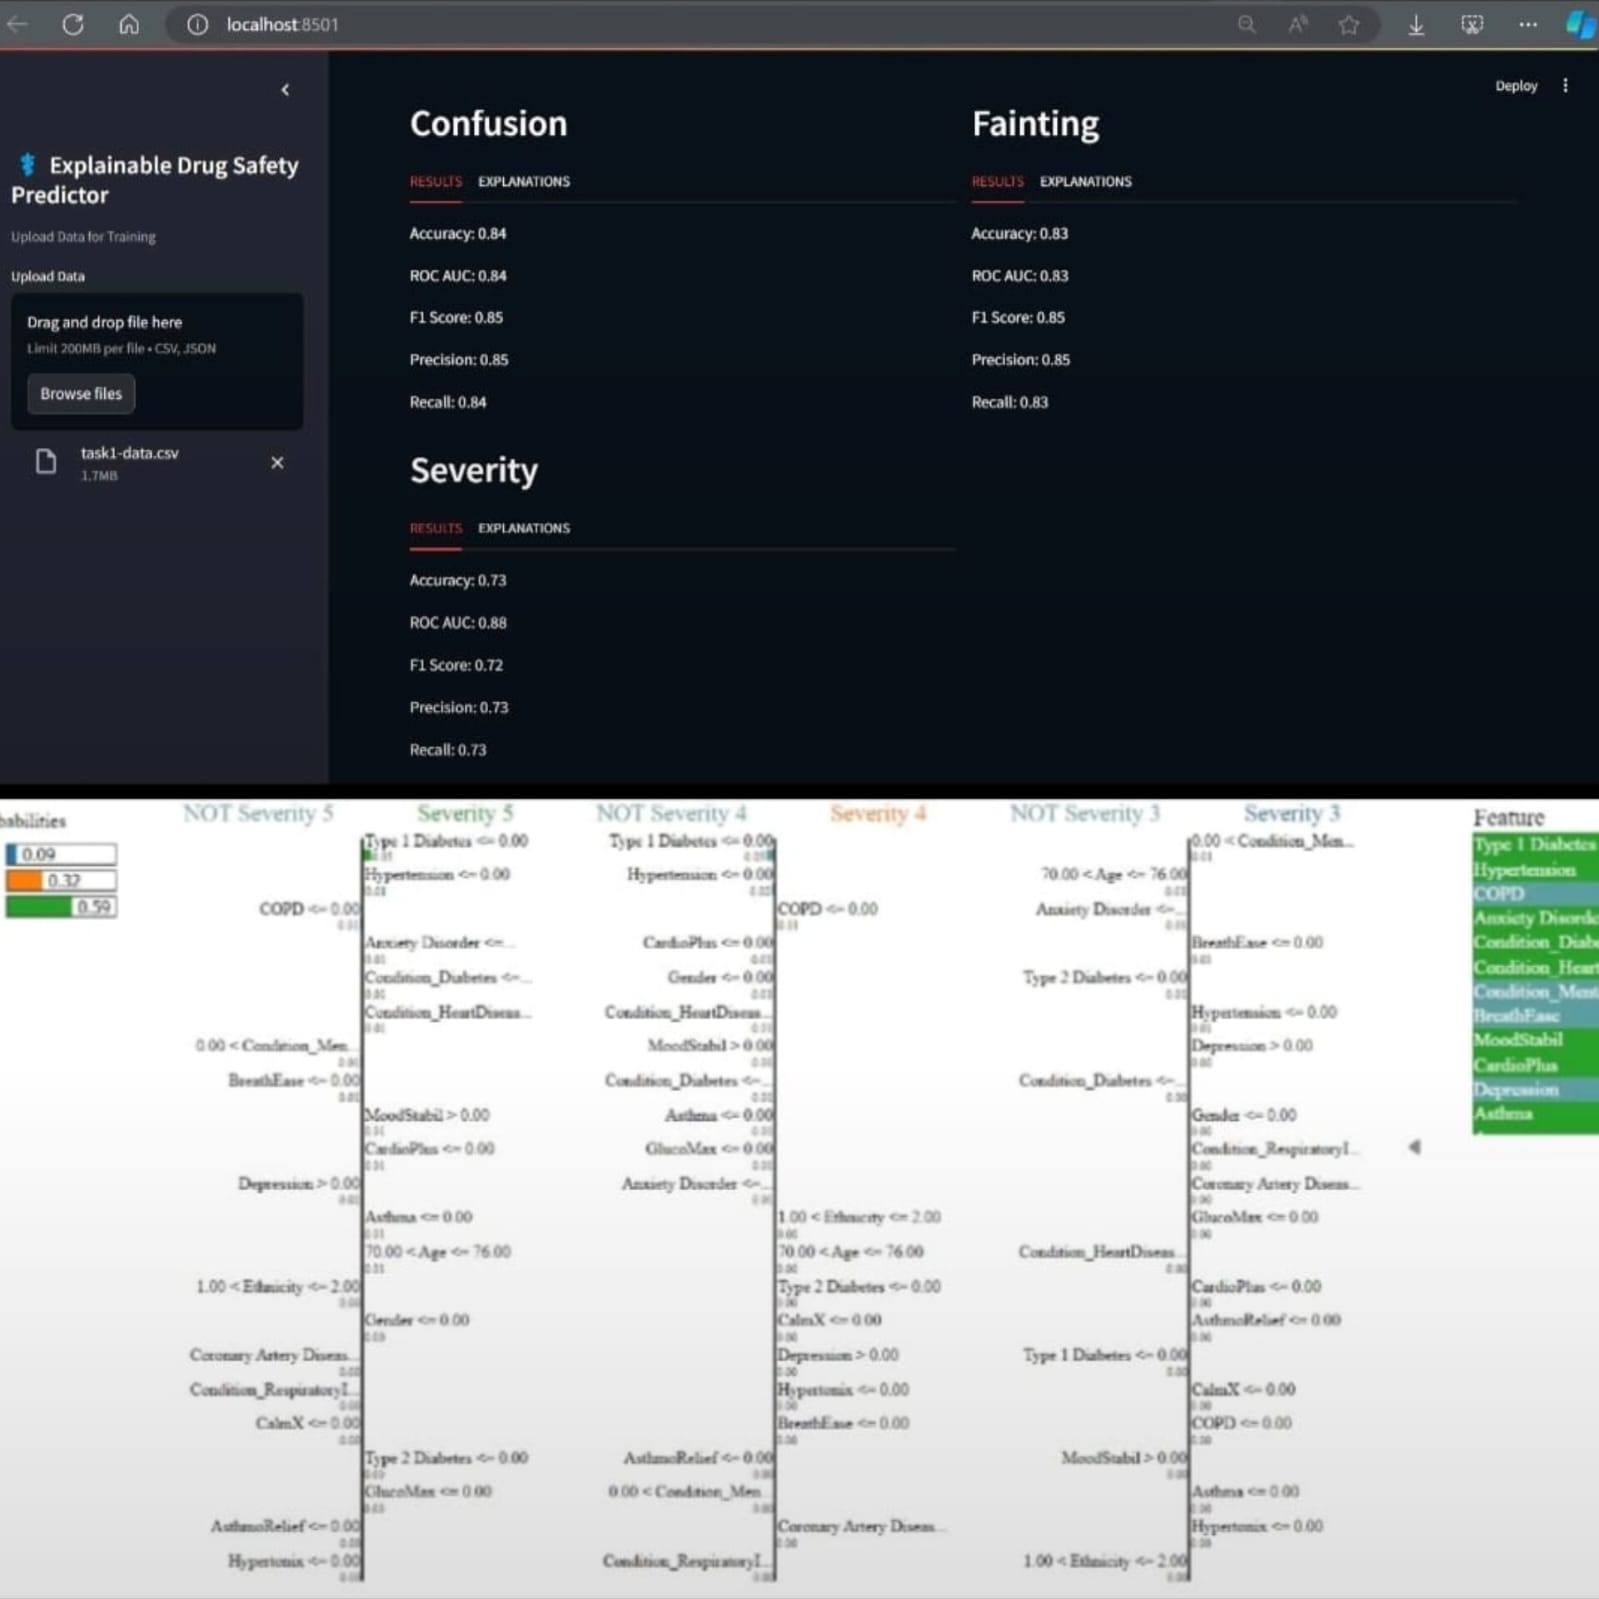 localhost:8501
Deploy
Explainable Drug Safety
Predictor
Upload Data for Training
Upload Data
Drag and drop file here
Limit 200MB per file • CSV, JSON
Browse files
task1-data.csv
1.7MB
Confusion
RESULTS EXPLANATIONS
Accuracy: 0.84
ROC AUC: 0.84
F1 Score: 0.85
Precision: 0.85
Recall: 0.84
Fainting
RESULTS EXPLANATIONS
Accuracy: 0.83
ROC AUC: 0.83
F1 Score: 0.85
Precision: 0.85
Recall: 0.83
Severity
RESULTS EXPLANATIONS
Accuracy: 0.73
ROC AUC: 0.88
F1 Score: 0.72
Precision: 0.73
Recall: 0.73
babilities
0.09
0.32
0.59
NOT Severity 5 Severity 5
Type 1 Diabetes <= 0.00
Hypertension <= 0.00
COPD <= 0.00
Anxiety Disorder <=...
Condition_Diabetes <=...
Condition_HeartDiseas...
0.00 < Condition_Men...
BreathEase <= 0.00
MoodStabil > 0.00
CardioPlus <= 0.00
Depression > 0.00
Asthma <= 0.00
70.00 < Age <= 76.00
1.00 < Ethnicity <= 2.00
Gender <= 0.00
Coronary Artery Diseas...
Condition_RespiratoryI...
CalmX <= 0.00
Type 2 Diabetes <= 0.00
GlucoMax <= 0.00
AsthmoRelief <= 0.00
Hypertonix <= 0.00
NOT Severity 4 Severity 4
Type 1 Diabetes <= 0.00
Hypertension <= 0.00
COPD <= 0.00
CardioPlus <= 0.00
Gender <= 0.00
Condition_HeartDiseas...
MoodStabil > 0.00
Condition_Diabetes <=...
Asthma <= 0.00
GlucoMax <= 0.00
Anxiety Disorder <=...
1.00 < Ethnicity <= 2.00
70.00 < Age <= 76.00
Type 2 Diabetes <= 0.00
CalmX <= 0.00
Depression > 0.00
Hypertonix <= 0.00
BreathEase <= 0.00
AsthmoRelief <= 0.00
0.00 < Condition_Men...
Coronary Artery Diseas...
Condition_RespiratoryI...
NOT Severity 3 Severity 3
0.00 < Condition_Men...
70.00 < Age <= 76.00
Anxiety Disorder <=...
BreathEase <= 0.00
Type 2 Diabetes <= 0.00
Hypertension <= 0.00
Depression > 0.00
Condition_Diabetes <=...
Gender <= 0.00
Condition_RespiratoryI...
Coronary Artery Diseas...
GlucoMax <= 0.00
Condition_HeartDiseas...
CardioPlus <= 0.00
AsthmoRelief <= 0.00
Type 1 Diabetes <= 0.00
CalmX <= 0.00
COPD <= 0.00
MoodStabil > 0.00
Asthma <= 0.00
Hypertonix <= 0.00
1.00 < Ethnicity <= 2.00
Feature
Type 1 Diabetes
Hypertension
COPD
Anxiety Disorde
Condition_Diab
Condition_Heart
Condition_Ment
BreathEase
MoodStabil
CardioPlus
Depression
Asthma